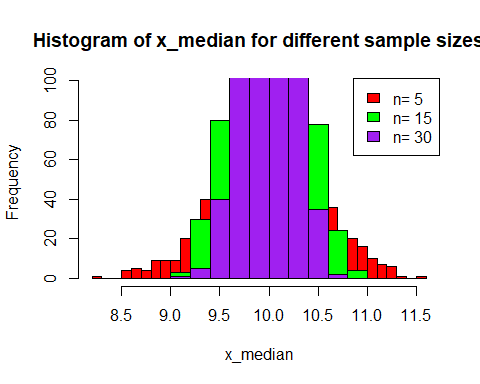 Histogram of x_median for different sample sizes
n= 5
n= 15
n= 30
Frequency
100
80
60
40
20
0
8.5 9.0 9.5 10.0 10.5 11.0 11.5
x_median